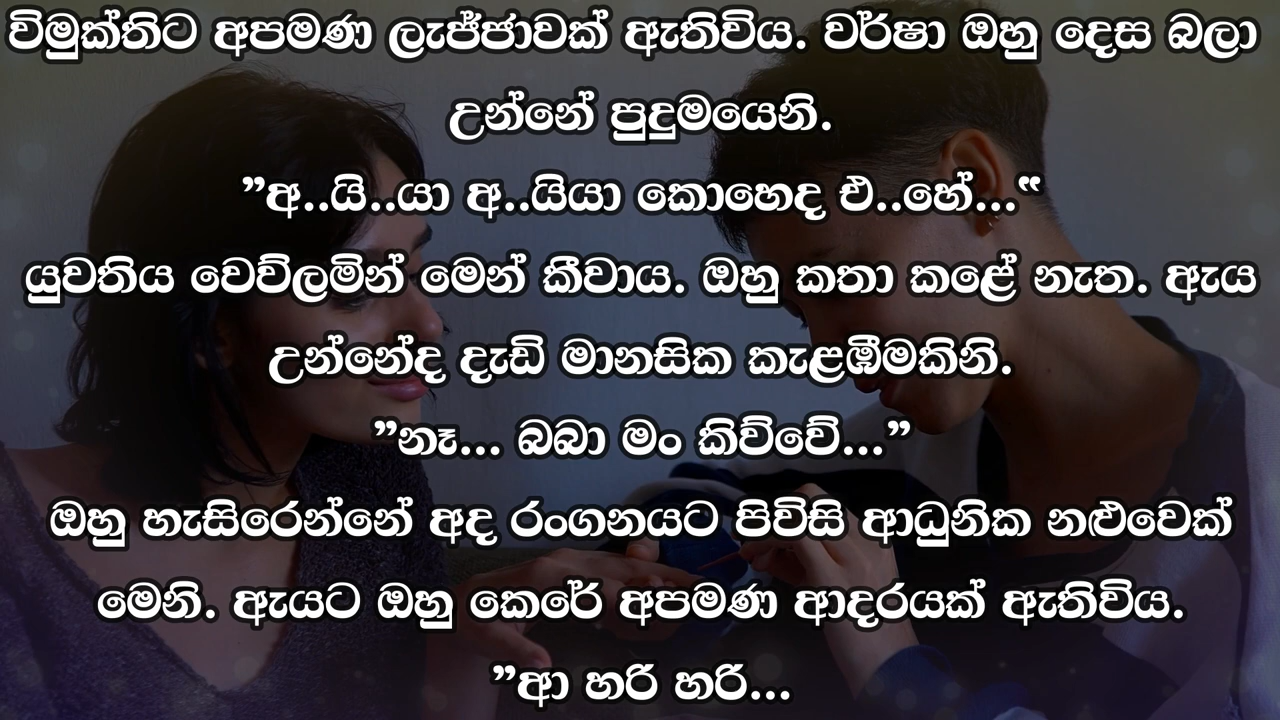 විමුක්තිට අපමණ ලැජ්ජාවක් ඇතිවිය. වර්ෂා ඔහු දෙස බලා
උන්නේ පුදුමයෙනි.
”අ..යි..යා අ..යියා කොහෙද එ..හේ...“
යුවතිය වෙව්ලමින් මෙන් කීවාය. ඔහු කතා කළේ නැත. ඇය
උන්නේද දැඩි මානසික කැළඹීමකිනි.
”නෑ... බබා මං කිව්වේ...”
ඔහු හැසිරෙන්නේ අද රංගනයට පිවිසි ආධුනික නළුවෙක්
මෙනි. ඇයට ඔහු කෙරේ අපමණ ආදරයක් ඇතිවිය.
”ආ හරි හරි...